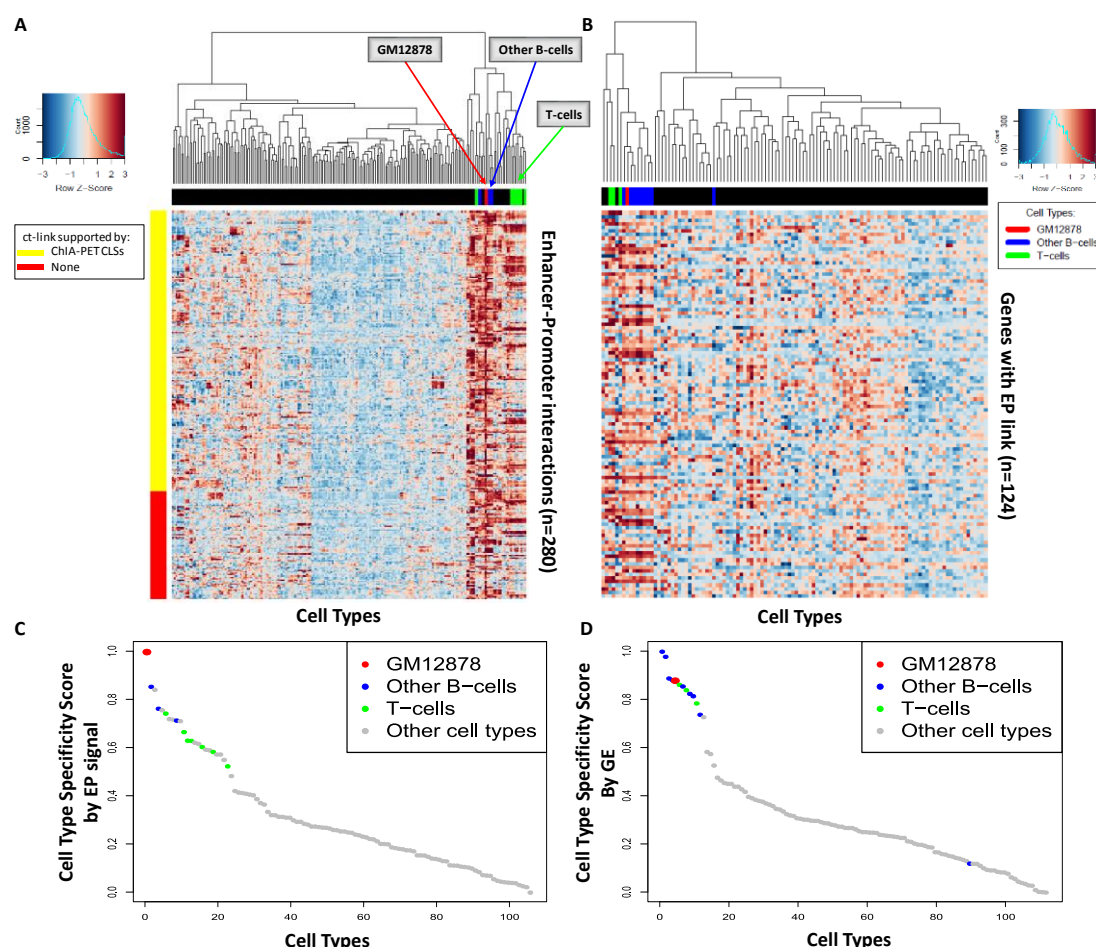 A
B
GM12878
Other B-cells
T-cells
Count
0 1000
-3 -1 1 2 3
Row Z-Score
Count
0 100 300
-3 -1 1 2 3
Row Z-Score
ct-link supported by:
ChIA-PET CLSs
None
Cell Types:
GM12878
Other B-cells
T-cells
Enhancer-Promoter interactions (n=280)
Genes with EP link (n=124)
Cell Types
Cell Types
C
D
Cell Type Specificity Score
by EP signal
0.0 0.2 0.4 0.6 0.8 1.0
GM12878
Other B-cells
T-cells
Other cell types
0 20 40 60 80 100
Cell Types
Cell Type Specificity Score
By GE
0.0 0.2 0.4 0.6 0.8 1.0
GM12878
Other B-cells
T-cells
Other cell types
0 20 40 60 80 100
Cell Types